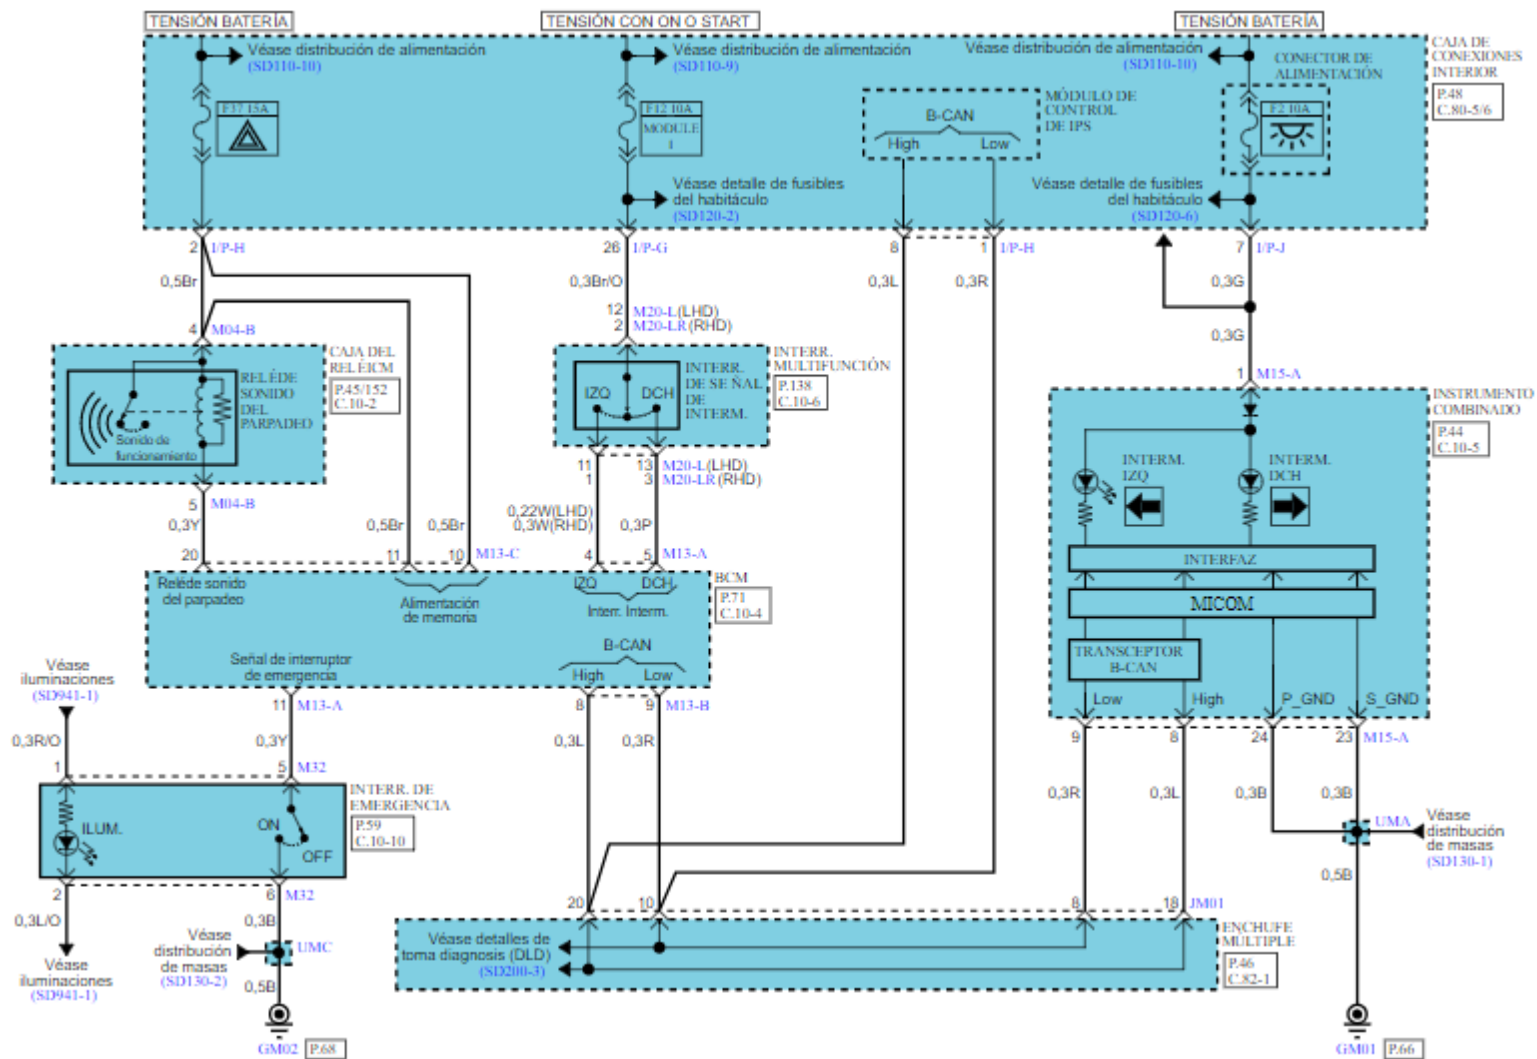 TENSIÓN BATERÍA
TENSIÓN CON ON O START
TENSIÓN BATERÍA
Véase distribución de alimentación
(SD110-10)
Véase distribución de alimentación
(SD110-9)
Véase distribución de alimentación
(SD110-10)
CAJA DE
CONEXIONES
INTERIOR
P.48
C.80-5/6
CONECTOR DE
ALIMENTACIÓN
F37 15A
F12 10A
MODULE
1
B-CAN
High
Low
MÓDULO DE
CONTROL
DE IPS
F2 10A
Véase detalle de fusibles
del habitáculo
(SD120-2)
Véase detalle de fusibles
del habitáculo
(SD120-6)
2 I/P-H
26 I/P-G
8
1 I/P-H
7 I/P-J
0,5Br
0,3Br/O
0,3L
0,3R
0,3G
12 M20-L(LHD)
2 M20-LR(RHD)
0,3G
4 M04-B
1 M15-A
CAJA DEL
RELÉICM
P.45/152
C.10-2
RELÉDE
SONIDO
DEL
PARPADEO
Sonido de
funcionamiento
INTERR.
MULTIFUNCIÓN
P.138
C.10-6
IZQ
DCH
INTERR.
DE SE ÑAL
DE
INTERM.
INSTRUMENTO
COMBINADO
P.44
C.10-5
INTERM.
IZQ
INTERM.
DCH
5 M04-B
11
13 M20-L(LHD)
1
3 M20-LR(RHD)
0,3Y
0,5Br
0,5Br
0,22W(LHD)
0,3W(RHD)
0,3P
20
11
10 M13-C
4
5 M13-A
INTERFAZ
MICOM
TRANSCEPTOR
B-CAN
Reléde sonido
del parpadeo
Alimentación
de memoria
IZQ
DCH
Interr. Interm.
BCM
P.71
C.10-4
Señal de interruptor
de emergencia
B-CAN
High
Low
Low
High
P_GND
S_GND
Véase
iluminaciones
(SD941-1)
11 M13-A
8
9 M13-B
9
8
24
23 M15-A
0,3R/O
0,3Y
0,3L
0,3R
0,3R
0,3L
0,3B
0,3B
1
5 M32
INTERR. DE
EMERGENCIA
P.59
C.10-10
ILUM.
ON
OFF
UMA
Véase
distribución
de masas
(SD130-1)
0,5B
2
6 M32
0,3L/O
0,3B
20
10
8
18 JM01
Véase
iluminaciones
(SD941-1)
Véase
distribución
de masas
(SD130-2)
UMC
0,5B
Véase detalles de
toma diagnosis (DLD)
(SD200-3)
ENCHUFE
MULTIPLE
P.46
C.82-1
GM02 P.68
GM01 P.66